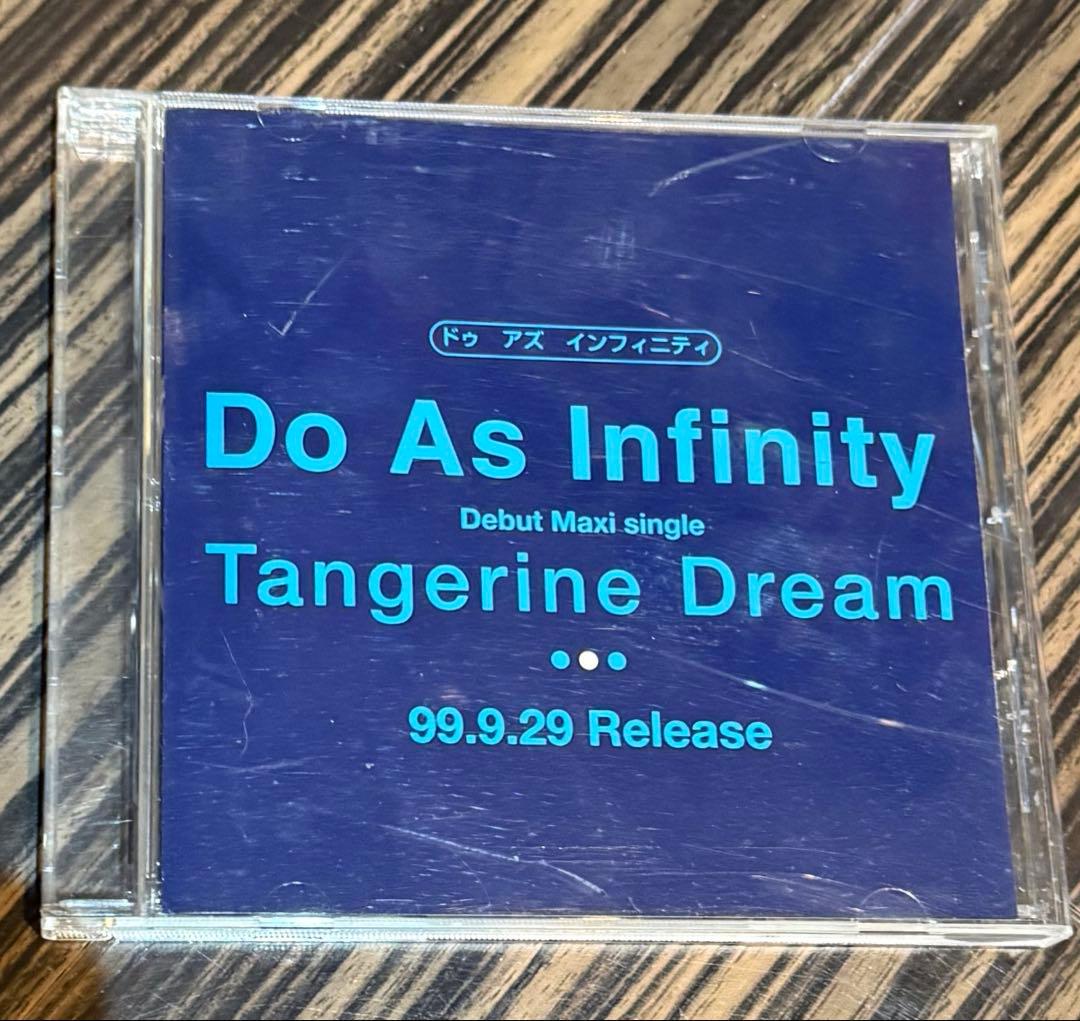 ドゥ アズ インフィニティ
Do As Infinity
Debut Maxi single
Tangerine Dream
99.9.29 Release